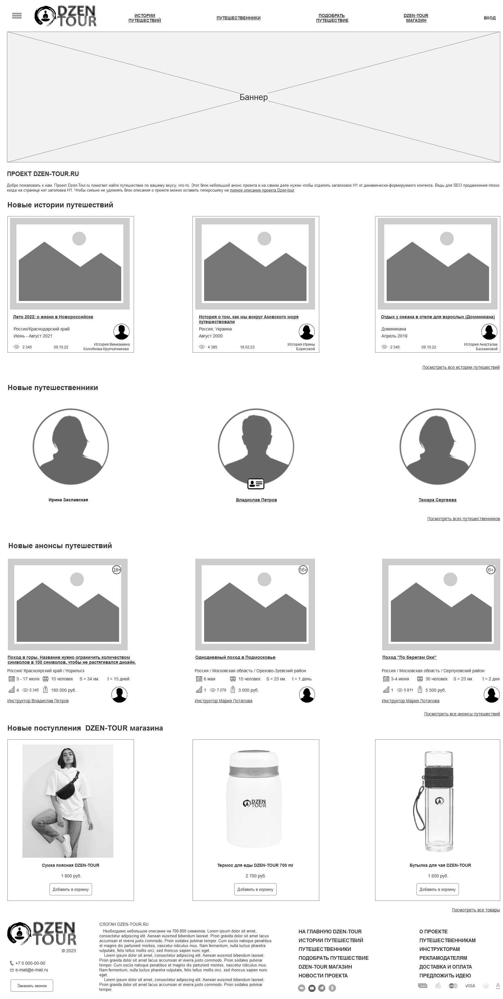 DZEN
TOUR
ИСТОРИИ
ПУТЕШЕСТВИЙ
ПУТЕШЕСТВЕННИКИ
ПОДОБРАТЬ
ПУТЕШЕСТВИЕ
DZEN-TOUR
МАГАЗИН
ВХОД
Баннер
ПРОЕКТ DZEN-TOUR.RU
Добро пожаловать к нам. Проект Dzen-Tour.ru помогает найти путешествие по вашему вкусу, что-то. Этот блок небольшой анонс проекта и на самом деле нужен чтобы отделить загаловок H1 от динамически-формируемого контента. Ведь для SEO продвижения плохо
когда на странице нет заголовка H1. Чтобы сильно не удлинять блок описания о проекте можно оставить гиперссылку на полное описание проекта Dzen-tour
Новые истории путешествий
Лето 2022: о жизни в Новороссийске
Россия/Краснодарский край
Июнь - Август 2021
2 345 09.10.22
История Виниамина
Колобкова-Крупчатникова
История о том, как мы вокруг Азовского моря
путешествовали
Россия, Украина
Август 2000
4 385 18.02.23
История Ирины
Борисовой
Отдых у океана в отеле для взрослых (Доминикана)
Доминикана
Апрель 2019
2 345 09.10.22
История Анастасии
Басмановой
Посмотреть все истории путешествий
Новые путешественники
Ирина Заславская
Владислав Петров
Тамара Сергеева
Посмотреть всех путешественников
Новые анонсы путешествий
18+
Поход в горы. Название нужно ограничить количеством
символов в 100 символов, чтобы не растягивался дизайн.
Россия/ Красноярский край / Норильск
3 - 17 июля 10 человек S = 34 км. t = 15 дней
4 2 345 180 000 руб.
Инструктор Владислав Петров
16+
Однодневный поход в Подмосковье
Россия / Московская область / Орехово-Зуевский район
6 мая 15 человек S = 23 км. t = 1 день
1 7 278 3 000 руб.
Инструктор Мария Потапова
6+
Поход "По берегам Оки"
Россия / Московская область / Серпуховский район
3-4 июня 30 человек S = 23 км. t = 2 дня
1 5 811 5 500 руб.
Инструктор Мария Потапова
Посмотреть все анонсы путешествий
Новые поступления DZEN-TOUR магазина
Сумка поясная DZEN-TOUR
1 800 руб.
Добавить в корзину
DZEN
TOUR
Термос для еды DZEN-TOUR 700 ml
2 700 руб.
Добавить в корзину
Бутылка для чая DZEN-TOUR
1 650 руб.
Добавить в корзину
Посмотреть все товары
DZEN
TOUR
© 2023
+7 0 000-00-00
e-mail@e-mail.ru
Заказать звонок
СЛОГАН DZEN-TOUR.RU
Необходимо небольшое описание на 700-800 символов. Lorem ipsum dolor sit amet,
consectetur adipiscing elit. Aenean euismod bibendum laoreet. Proin gravida dolor sit amet lacus
accumsan et viverra justo commodo. Proin sodales pulvinar tempor. Cum sociis natoque penatibus
et magnis dis parturient montes, nascetur ridiculus mus. Nam fermentum, nulla luctus pharetra
vulputate, felis tellus mollis orci, sed rhoncus sapien nunc eget.
Lorem ipsum dolor sit amet, consectetur adipiscing elit. Aenean euismod bibendum laoreet.
Proin gravida dolor sit amet lacus accumsan et viverra justo commodo. Proin sodales pulvinar
tempor. Cum sociis natoque penatibus et magnis dis parturient montes, nascetur ridiculus mus.
Nam fermentum, nulla luctus pharetra vulputate, felis tellus mollis orci, sed rhoncus sapien nunc
eget.
Lorem ipsum dolor sit amet, consectetur adipiscing elit. Aenean euismod bibendum laoreet.
Proin gravida dolor sit amet lacus accumsan et viverra justo commodo. Proin sodales pulvinar
tempor.
НА ГЛАВНУЮ DZEN-TOUR
ИСТОРИИ ПУТЕШЕСТВИЙ
ПУТЕШЕСТВЕННИКИ
ПОДОБРАТЬ ПУТЕШЕСТВИЕ
DZEN-TOUR МАГАЗИН
НОВОСТИ ПРОЕКТА
О ПРОЕКТЕ
ПУТЕШЕСТВЕННИКАМ
ИНСТРУКТОРАМ
РЕКЛАМОДАТЕЛЯМ
ДОСТАВКА И ОПЛАТА
ПРЕДЛОЖИТЬ ИДЕЮ
VISA
А